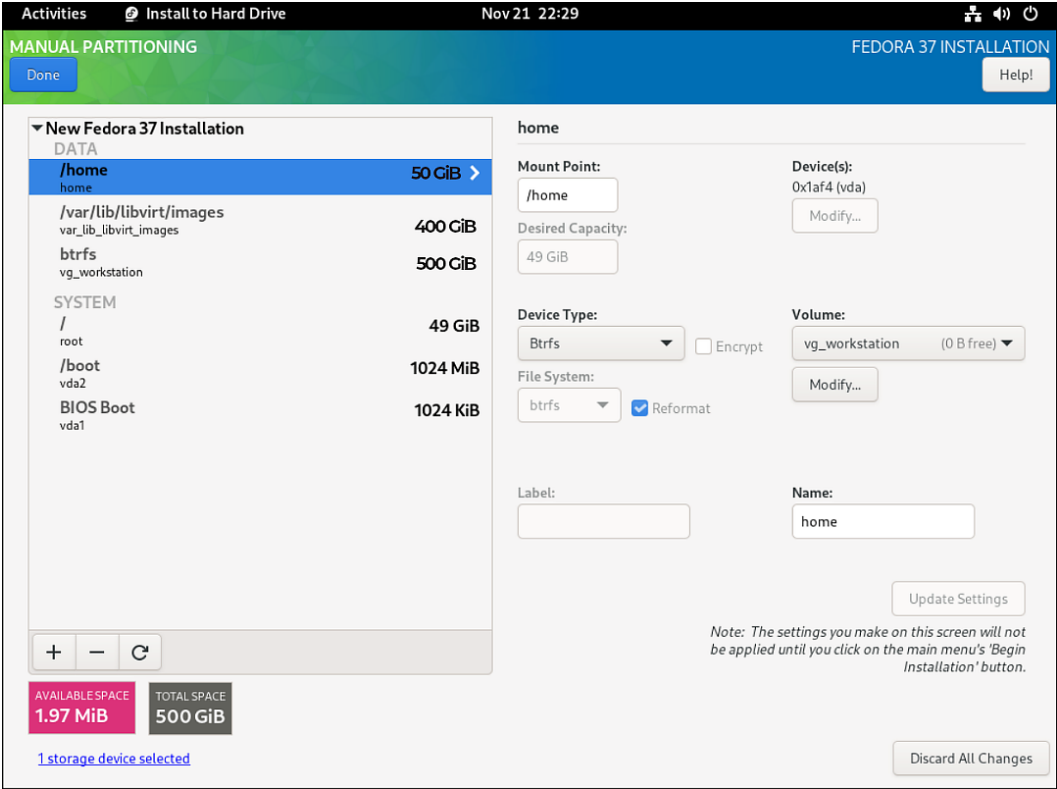 Activities Install to Hard Drive Nov 21 22:29
MANUAL PARTITIONING FEDORA 37 INSTALLATION
Done Help!
New Fedora 37 Installation
DATA
/home 50 GiB
home
/var/lib/libvirt/images 400 GiB
var_lib_libvirt_images
btrfs 500 GiB
vg_workstation
SYSTEM
/ 49 GiB
root
/boot 1024 MiB
vda2
BIOS Boot 1024 KiB
vda1
AVAILABLE SPACE
1.97 MiB
TOTAL SPACE
500 GiB
1 storage device selected
home
Mount Point: Device(s):
/home 0x1af4 (vda)
Modify...
Desired Capacity:
49 GiB
Device Type: Volume:
Btrfs Encrypt vg_workstation (0 B free)
File System: Modify...
btrfs Reformat
Label: Name:
home
Update Settings
Note: The settings you make on this screen will not
be applied until you click on the main menu's 'Begin
Installation' button.
Discard All Changes